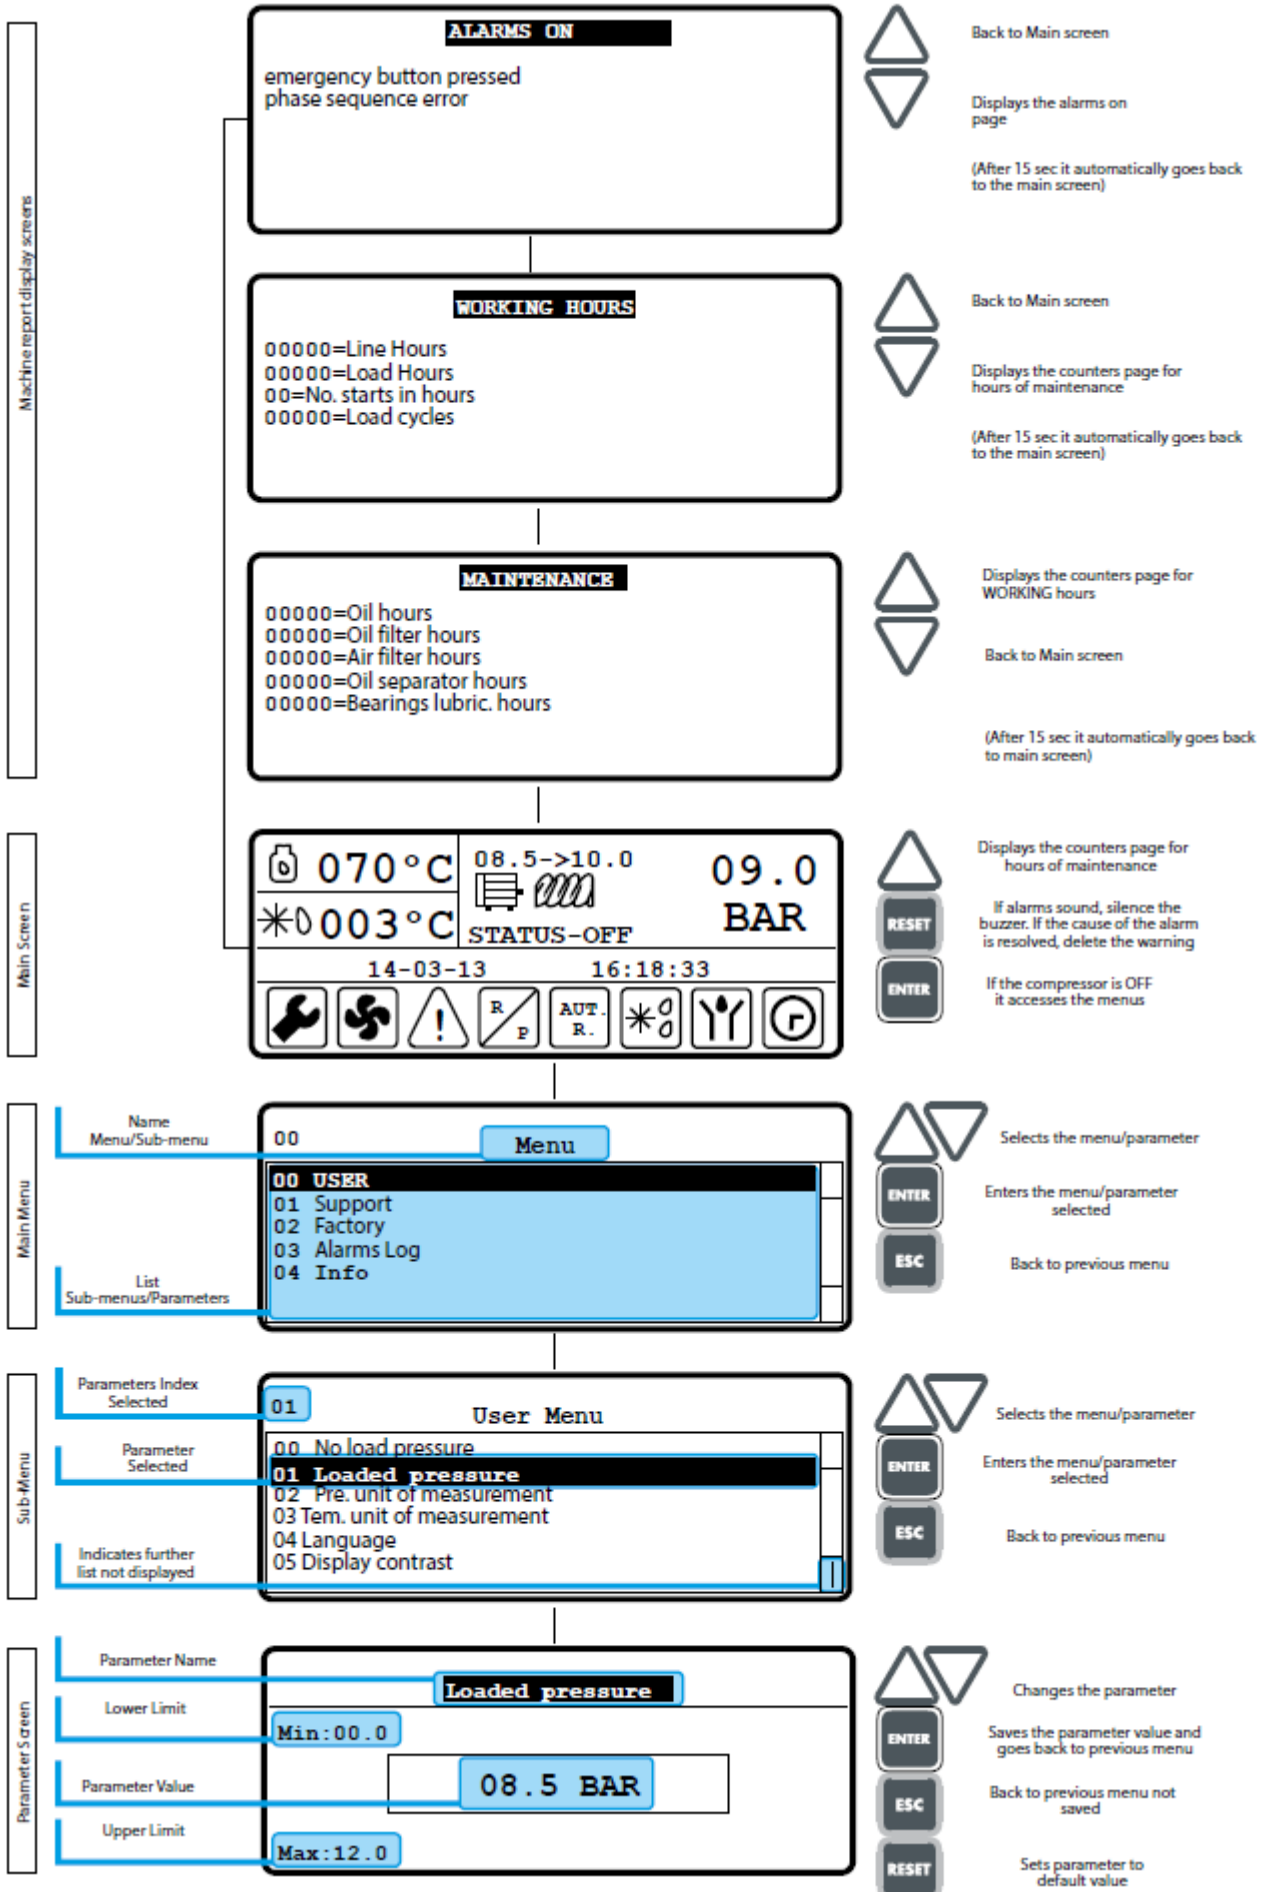 Machine report display screens
ALARMS ON
emergency button pressed
phase sequence error
Back to Main screen
Displays the alarms on
page
(After 15 sec it automatically goes back
to the main screen)
WORKING HOURS
00000=Line Hours
00000=Load Hours
00=No. starts in hours
00000=Load cycles
Back to Main screen
Displays the counters page for
hours of maintenance
(After 15 sec it automatically goes back
to the main screen)
MAINTENANCE
00000=Oil hours
00000=Oil filter hours
00000=Air filter hours
00000=Oil separator hours
00000=Bearings lubric. hours
Displays the counters page for
WORKING hours
Back to Main screen
(After 15 sec it automatically goes back
to main screen)
Main Screen
070°C
003°C
08.5->10.0
STATUS-OFF
09.0
BAR
14-03-13 16:18:33
R
P
AUT.
R.
Displays the counters page for
hours of maintenance
RESET
If alarms sound, silence the
buzzer. If the cause of the alarm
is resolved, delete the warning
ENTER
If the compressor is OFF
it accesses the menus
Main Menu
Name
Menu/Sub-menu
List
Sub-menus/Parameters
00
Menu
00 USER
01 Support
02 Factory
03 Alarms Log
04 Info
Selects the menu/parameter
ENTER
Enters the menu/parameter
selected
ESC
Back to previous menu
Sub-Menu
Parameters Index
Selected
Parameter
Selected
Indicates further
list not displayed
01
User Menu
00 No load pressure
01 Loaded pressure
02 Pre. unit of measurement
03 Tem. unit of measurement
04 Language
05 Display contrast
Selects the menu/parameter
ENTER
Enters the menu/parameter
selected
ESC
Back to previous menu
Parameter Screen
Parameter Name
Lower Limit
Parameter Value
Upper Limit
Loaded pressure
Min:00.0
08.5 BAR
Max:12.0
Changes the parameter
ENTER
Saves the parameter value and
goes back to previous menu
ESC
Back to previous menu not
saved
RESET
Sets parameter to
default value